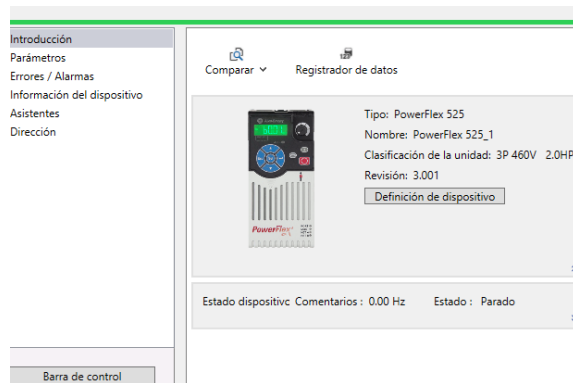 Introducción
Parámetros
Errores / Alarmas
Información del dispositivo
Asistentes
Dirección
Barra de control
Comparar
Registrador de datos
Tipo: PowerFlex 525
Nombre: PowerFlex 525_1
Clasificación de la unidad: 3P 460V 2.0HP
Revisión: 3.001
Definición de dispositivo
PowerFlex
Estado dispositivc Comentarios : 0.00 Hz Estado : Parado